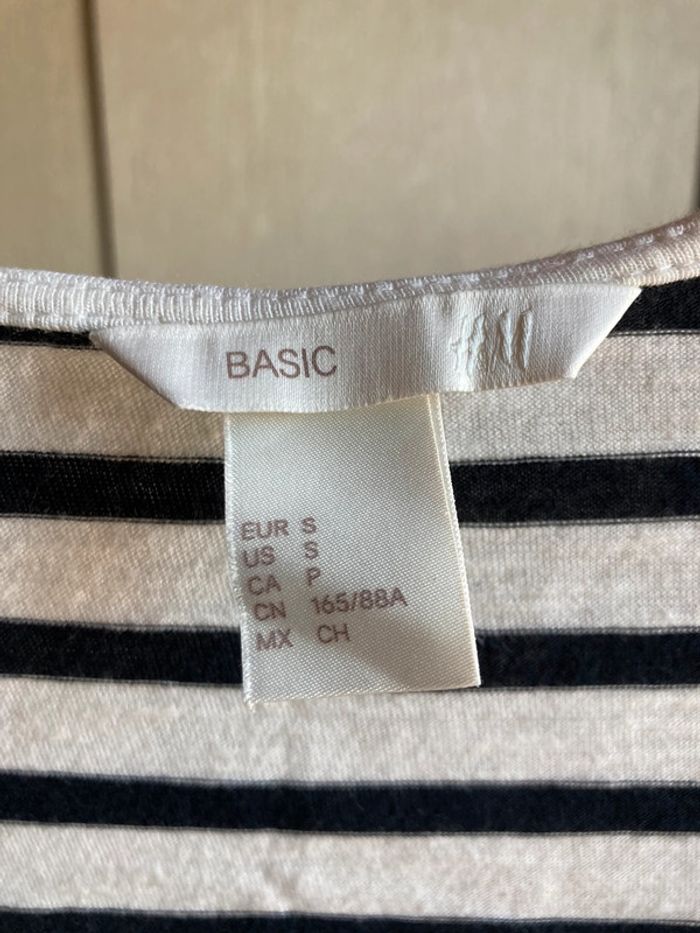 BASIC H&M
EUR S
US S
CA P
CN 165/88A
MX CH